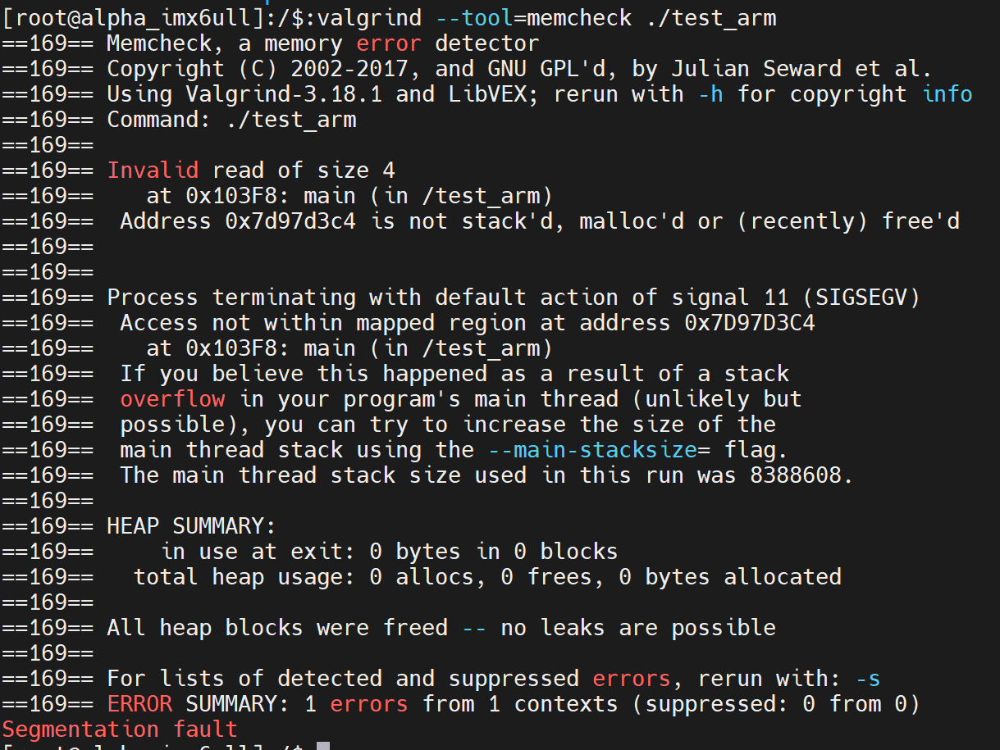 [root@alpha_imx6ull]:/$:valgrind --tool=memcheck ./test_arm
==169== Memcheck, a memory error detector
==169== Copyright (C) 2002-2017, and GNU GPL'd, by Julian Seward et al.
==169== Using Valgrind-3.18.1 and LibVEX; rerun with -h for copyright info
==169== Command: ./test_arm
==169==
==169== Invalid read of size 4
==169==    at 0x103F8: main (in /test_arm)
==169==  Address 0x7d97d3c4 is not stack'd, malloc'd or (recently) free'd
==169==
==169==
==169== Process terminating with default action of signal 11 (SIGSEGV)
==169==  Access not within mapped region at address 0x7D97D3C4
==169==    at 0x103F8: main (in /test_arm)
==169==  If you believe this happened as a result of a stack
==169==  overflow in your program's main thread (unlikely but
==169==  possible), you can try to increase the size of the
==169==  main thread stack using the --main-stacksize= flag.
==169==  The main thread stack size used in this run was 8388608.
==169==
==169== HEAP SUMMARY:
==169==     in use at exit: 0 bytes in 0 blocks
==169==   total heap usage: 0 allocs, 0 frees, 0 bytes allocated
==169==
==169== All heap blocks were freed -- no leaks are possible
==169==
==169== For lists of detected and suppressed errors, rerun with: -s
==169== ERROR SUMMARY: 1 errors from 1 contexts (suppressed: 0 from 0)
Segmentation fault